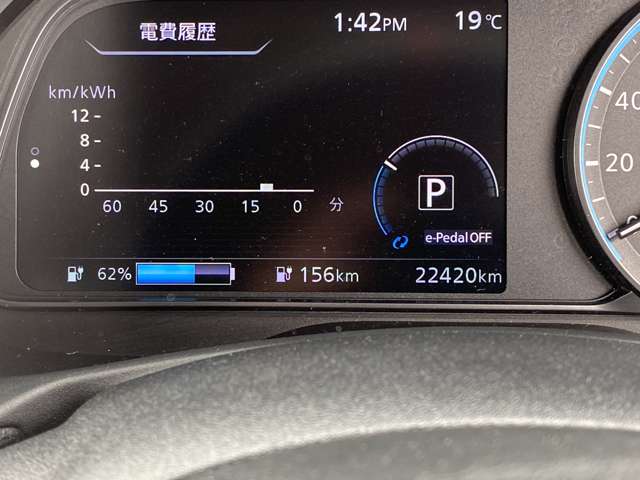 電費履歴 1:42PM 19℃
km/kWh
12
8
4
0
60 45 30 15 0 分
P
e-Pedal OFF
62% 156km 22420km
40
20
0